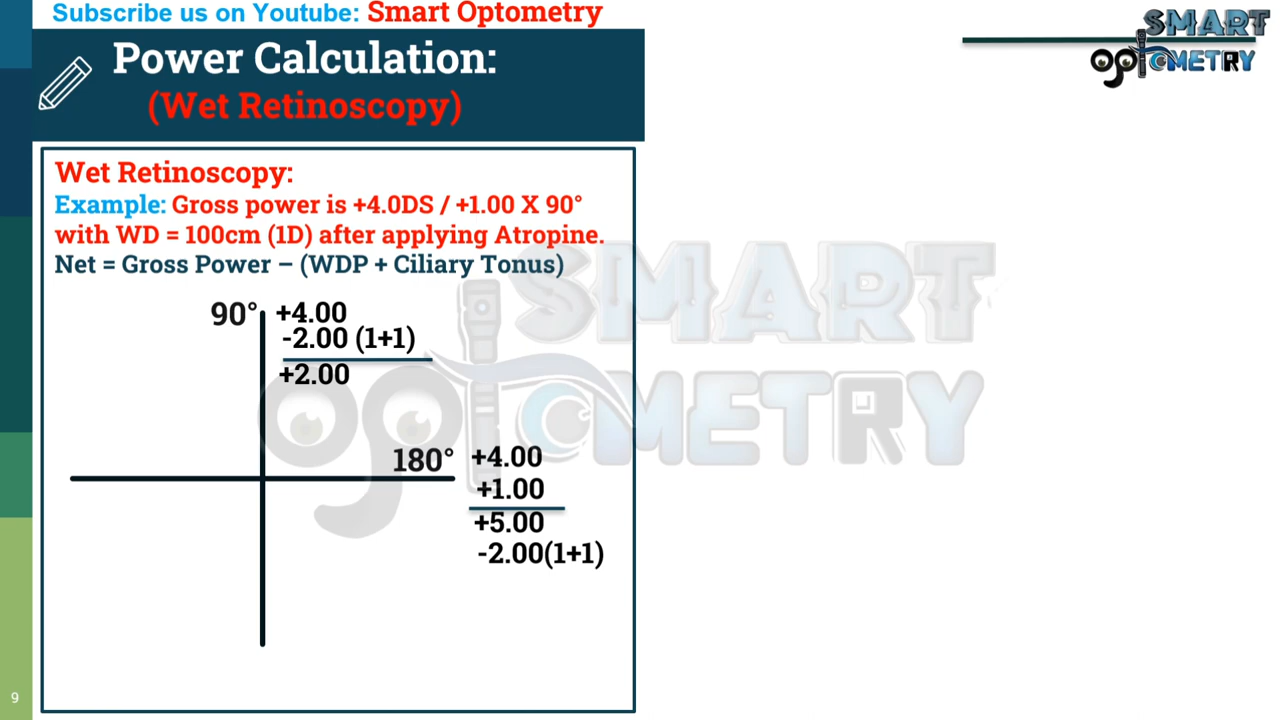 Subscribe us on Youtube: Smart Optometry
SMART
OptOMETRY
Power Calculation:
(Wet Retinoscopy)
Wet Retinoscopy:
Example: Gross power is +4.0DS / +1.00 X 90°
with WD = 100cm (1D) after applying Atropine.
Net = Gross Power – (WDP + Ciliary Tonus)
90°
+4.00
-2.00 (1+1)
+2.00
180°
+4.00
+1.00
+5.00
-2.00(1+1)
SMART
OptOMETRY
9